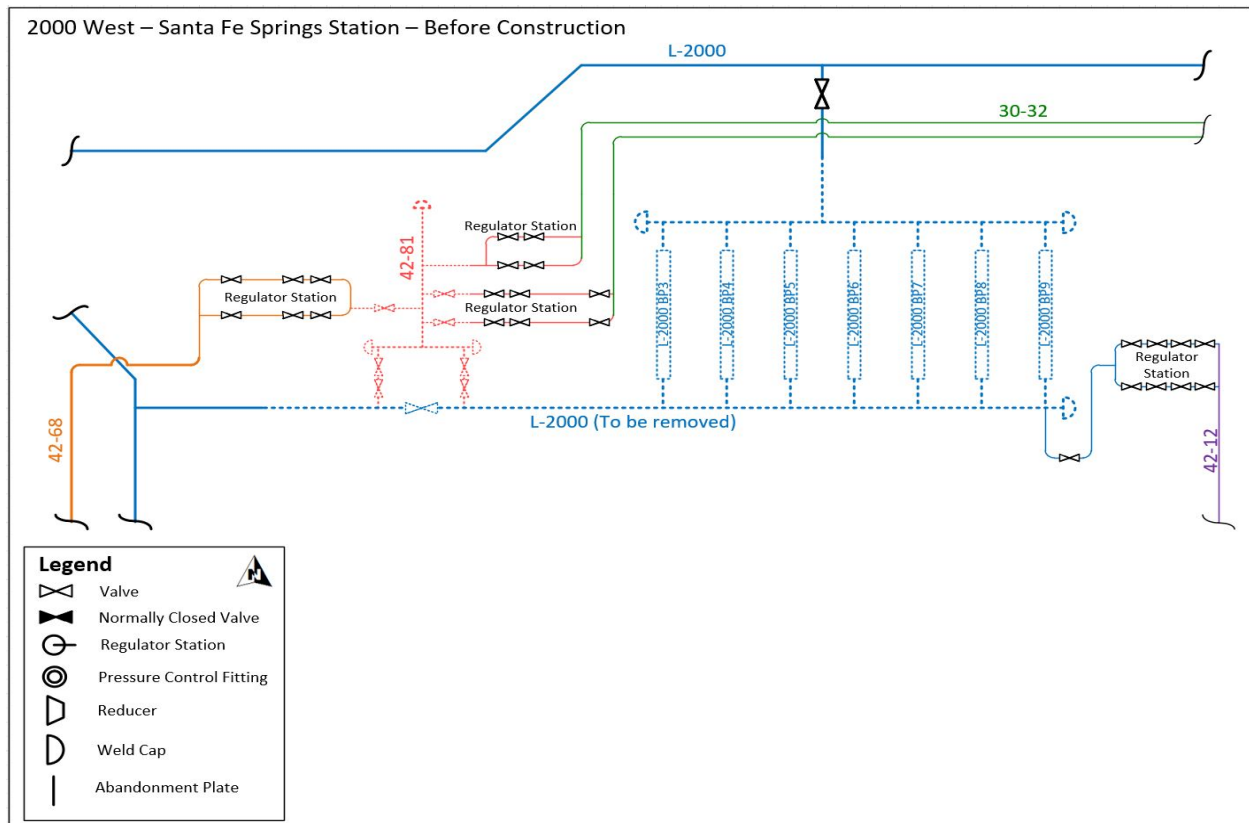 2000 West – Santa Fe Springs Station – Before Construction
L-2000
30-32
Regulator Station
42-81
Regulator Station
Regulator Station
L-2000 BP3
L-2000 BP4
L-2000 BP5
L-2000 BP6
L-2000 BP7
L-2000 BP8
L-2000 BP9
Regulator
Station
L-2000 (To be removed)
42-68
42-12
Legend
N
Valve
Normally Closed Valve
Regulator Station
Pressure Control Fitting
Reducer
Weld Cap
Abandonment Plate